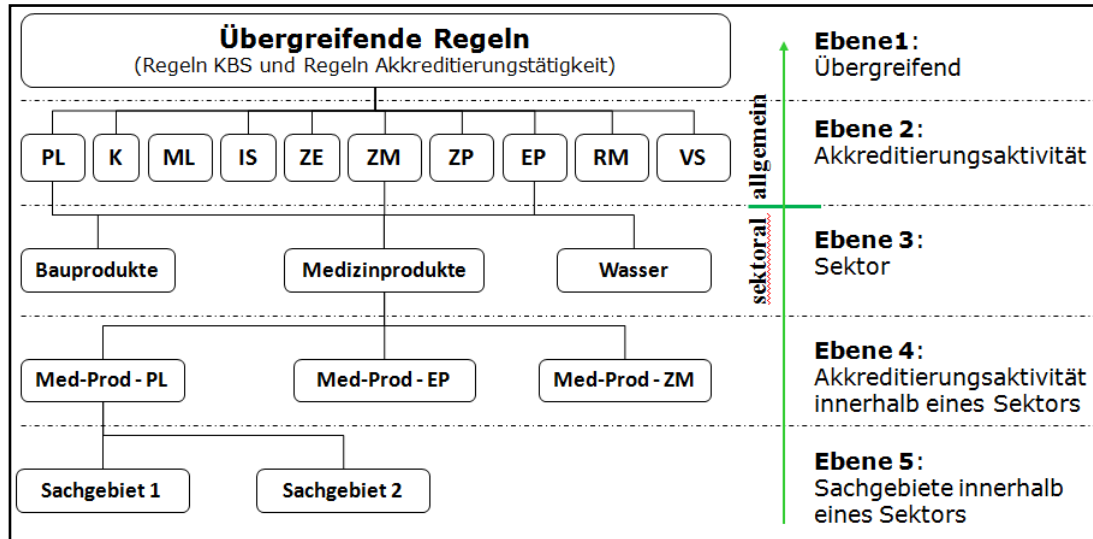 Übergreifende Regeln
(Regeln KBS und Regeln Akkreditierungstätigkeit)
Ebene1:
Übergreifend
PL K ML IS ZE ZM ZP EP RM VS
allgemein
Ebene 2:
Akkreditierungsaktivität
Bauprodukte Medizinprodukte Wasser
sektoral
Ebene 3:
Sektor
Med-Prod - PL Med-Prod - EP Med-Prod - ZM
Ebene 4:
Akkreditierungsaktivität
innerhalb eines Sektors
Sachgebiet 1 Sachgebiet 2
Ebene 5:
Sachgebiete innerhalb
eines Sektors